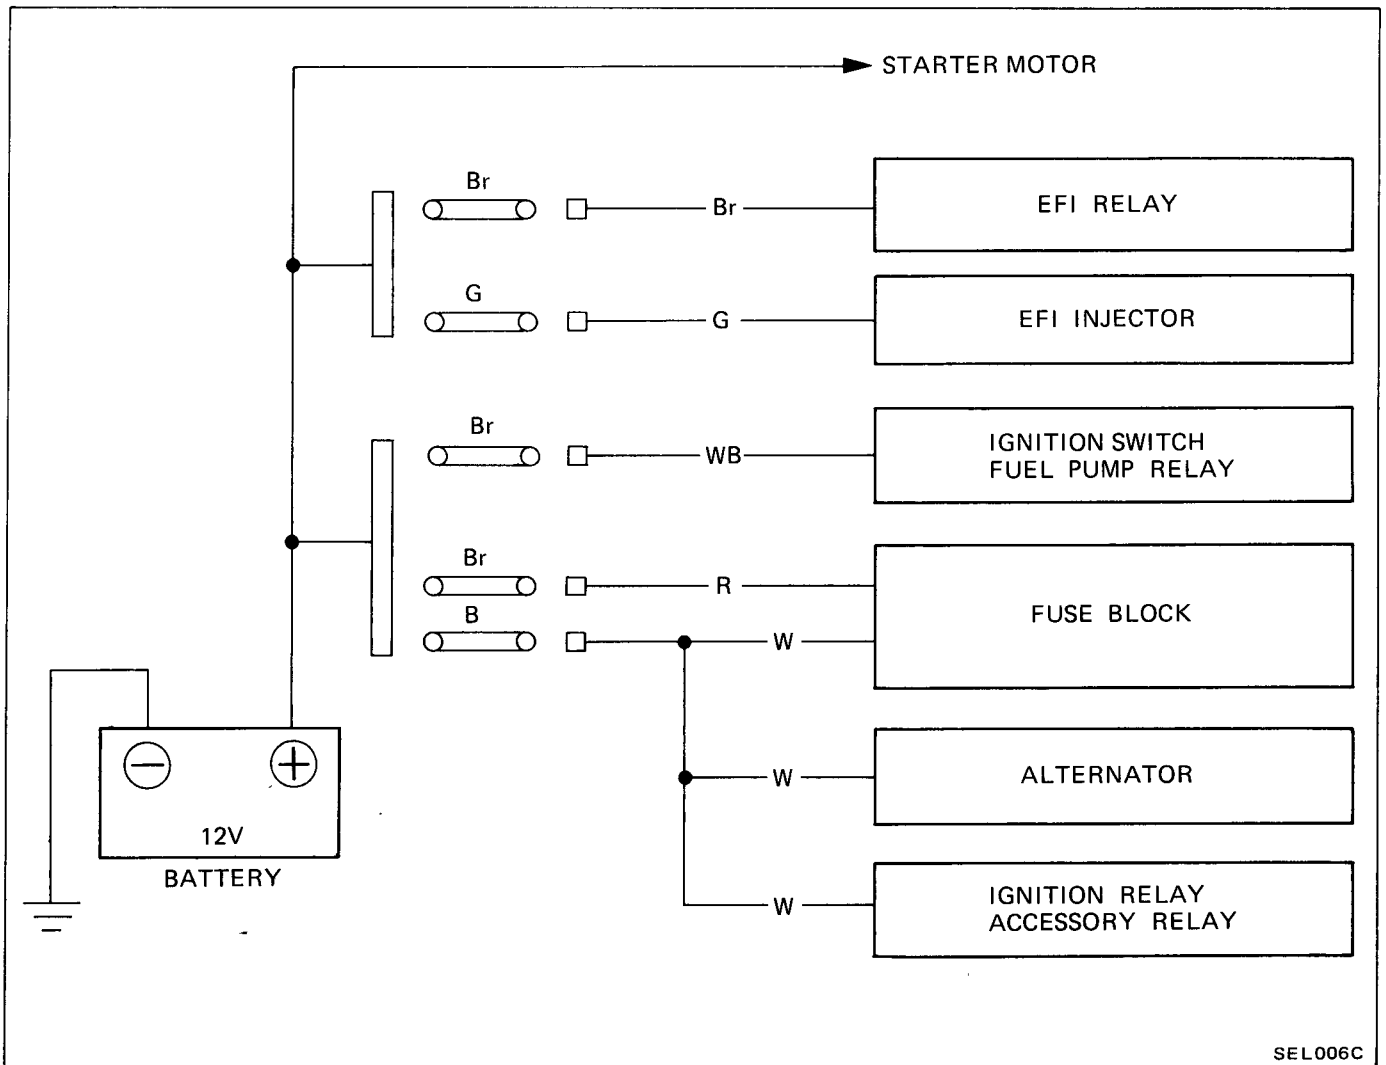 STARTER MOTOR
Br
Br
EFI RELAY
G
G
EFI INJECTOR
Br
WB
IGNITION SWITCH
FUEL PUMP RELAY
Br
R
B
W
FUSE BLOCK
W
ALTERNATOR
12V
BATTERY
W
IGNITION RELAY
ACCESSORY RELAY
SEL006C